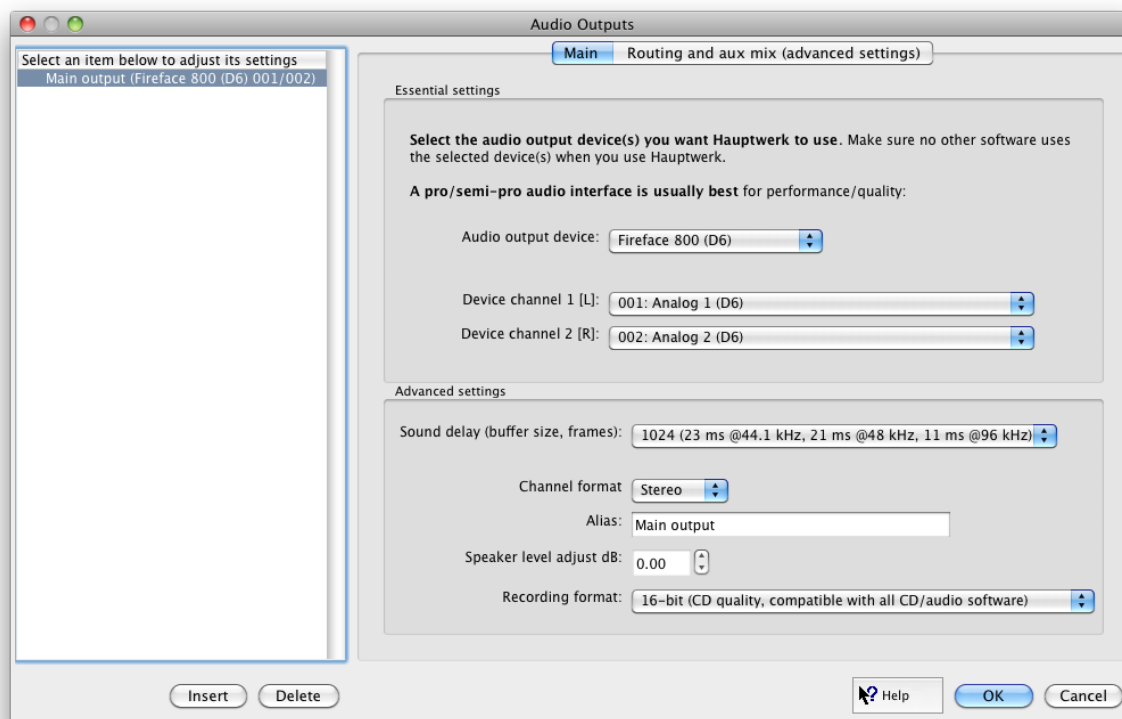 Audio Outputs
Select an item below to adjust its settings
Main output (Fireface 800 (D6) 001/002)
Main
Routing and aux mix (advanced settings)
Essential settings
Select the audio output device(s) you want Hauptwerk to use. Make sure no other software uses
the selected device(s) when you use Hauptwerk.
A pro/semi-pro audio interface is usually best for performance/quality:
Audio output device: Fireface 800 (D6)
Device channel 1 [L]: 001: Analog 1 (D6)
Device channel 2 [R]: 002: Analog 2 (D6)
Advanced settings
Sound delay (buffer size, frames): 1024 (23 ms @44.1 kHz, 21 ms @48 kHz, 11 ms @96 kHz)
Channel format Stereo
Alias: Main output
Speaker level adjust dB: 0.00
Recording format: 16-bit (CD quality, compatible with all CD/audio software)
Insert
Delete
? Help
OK
Cancel